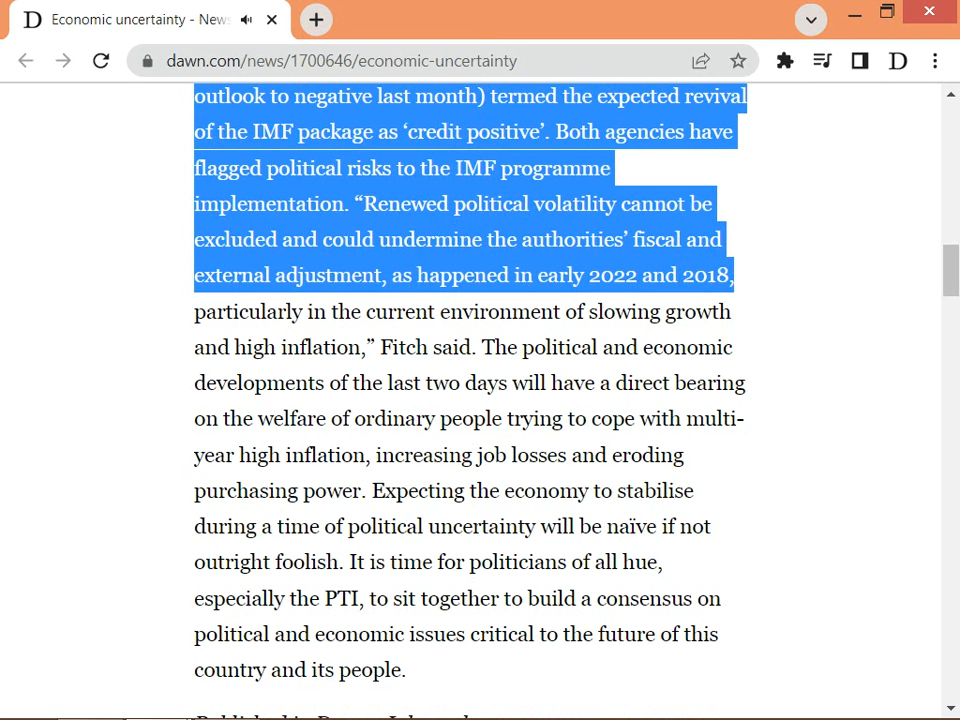 D Economic uncertainty - News
dawn.com/news/1700646/economic-uncertainty
D
outlook to negative last month) termed the expected revival
of the IMF package as ‘credit positive’. Both agencies have
flagged political risks to the IMF programme
implementation. “Renewed political volatility cannot be
excluded and could undermine the authorities’ fiscal and
external adjustment, as happened in early 2022 and 2018,
particularly in the current environment of slowing growth
and high inflation,” Fitch said. The political and economic
developments of the last two days will have a direct bearing
on the welfare of ordinary people trying to cope with multi-
year high inflation, increasing job losses and eroding
purchasing power. Expecting the economy to stabilise
during a time of political uncertainty will be naïve if not
outright foolish. It is time for politicians of all hue,
especially the PTI, to sit together to build a consensus on
political and economic issues critical to the future of this
country and its people.